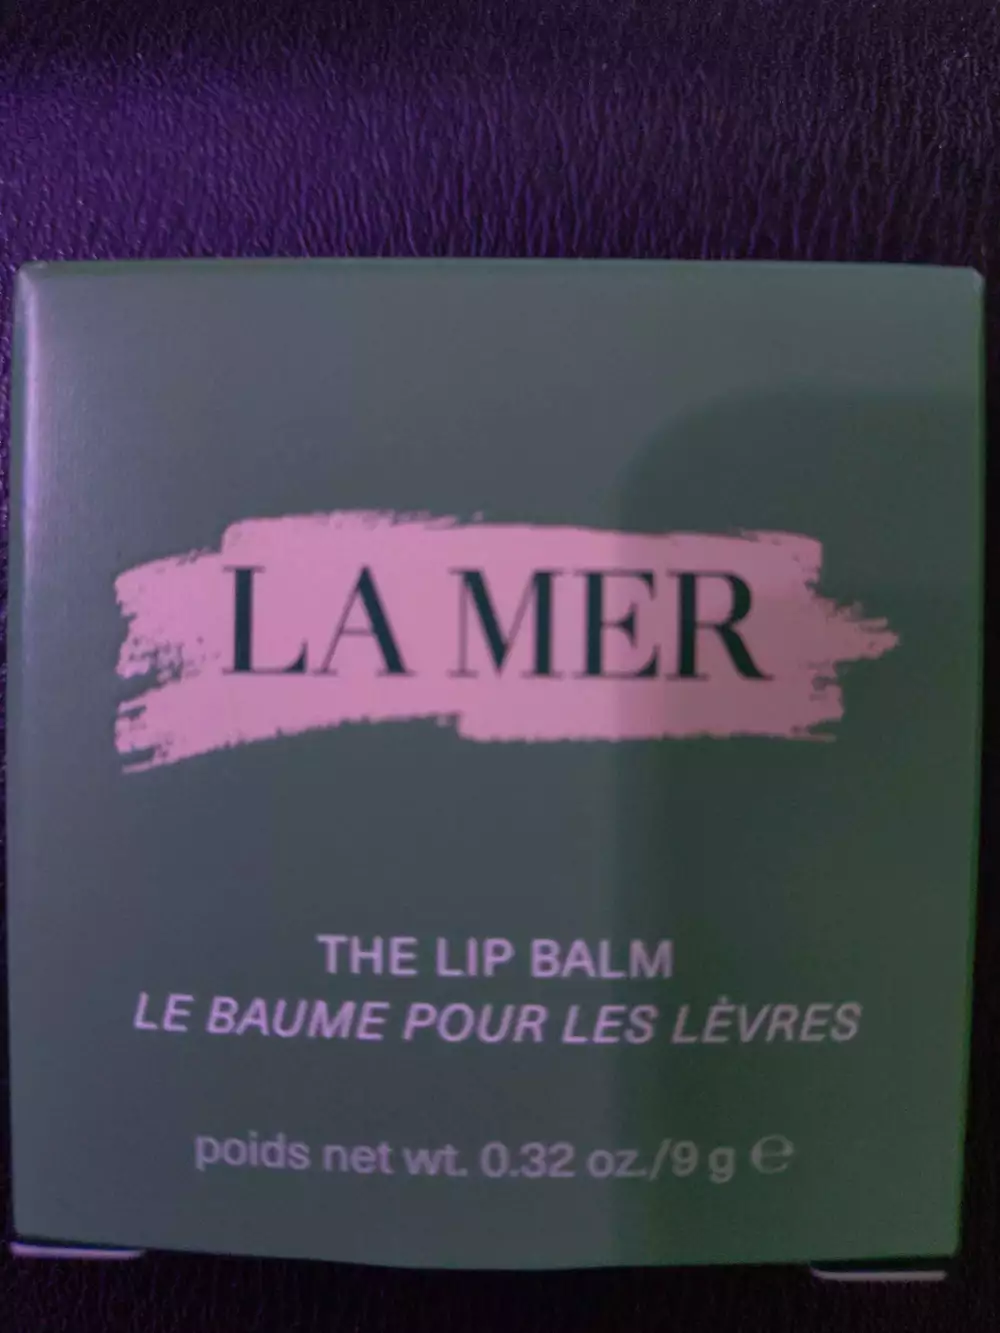 LA MER
THE LIP BALM
LE BAUME POUR LES LÈVRES
poids net wt. 0.32 oz./9 g ℮